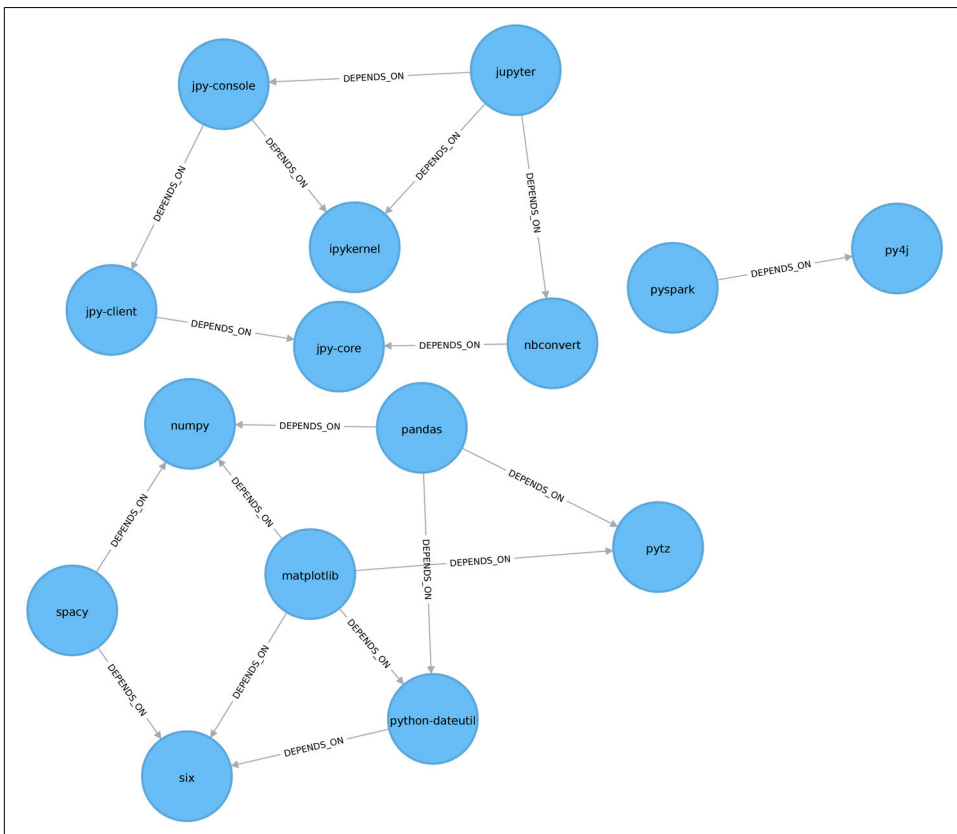 jupyter
jpy-console
DEPENDS_ON
DEPENDS_ON
DEPENDS_ON
DEPENDS_ON
DEPENDS_ON
ipykernel
py4j
pyspark
DEPENDS_ON
jpy-client
DEPENDS_ON
jpy-core
DEPENDS_ON
nbconvert
numpy
DEPENDS_ON
pandas
DEPENDS_ON
DEPENDS_ON
DEPENDS_ON
pytz
DEPENDS_ON
DEPENDS_ON
matplotlib
spacy
DEPENDS_ON
DEPENDS_ON
DEPENDS_ON
python-dateutil
DEPENDS_ON
DEPENDS_ON
six